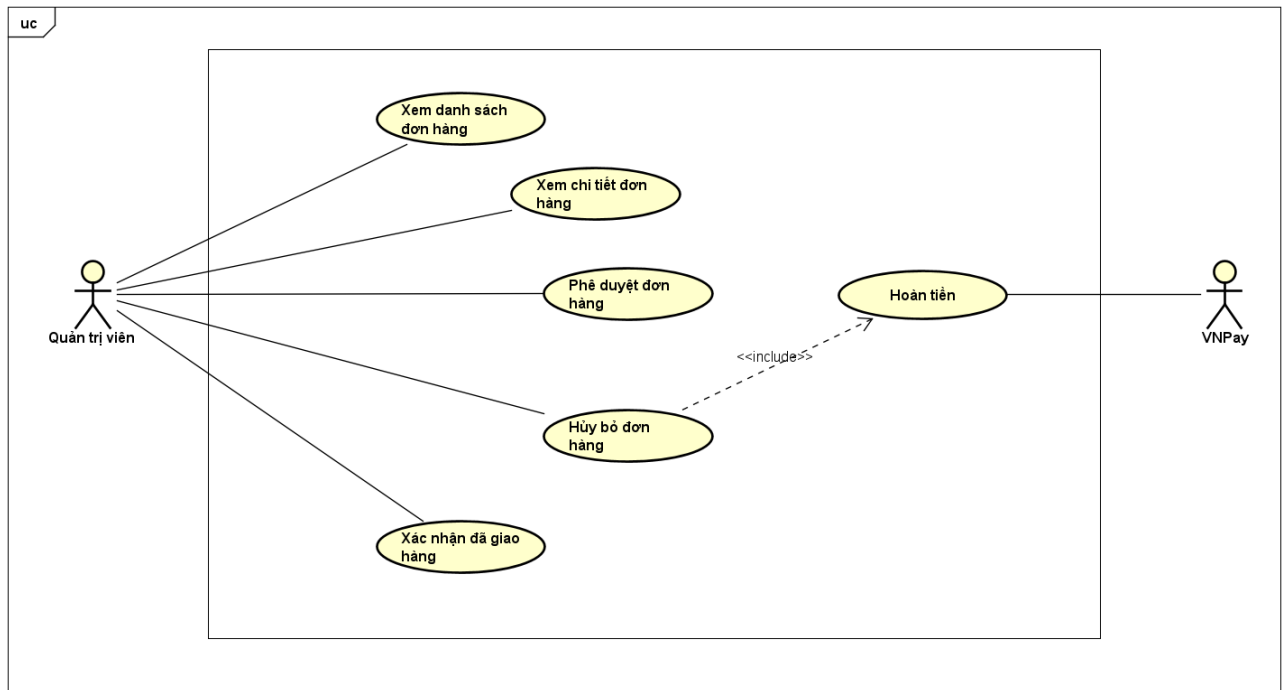 uc
Xem danh sách
đơn hàng
Xem chi tiết đơn
hàng
Phê duyệt đơn
hàng
Hoàn tiền
Quản trị viên
VNPay
<<include>>
Hủy bỏ đơn
hàng
Xác nhận đã giao
hàng